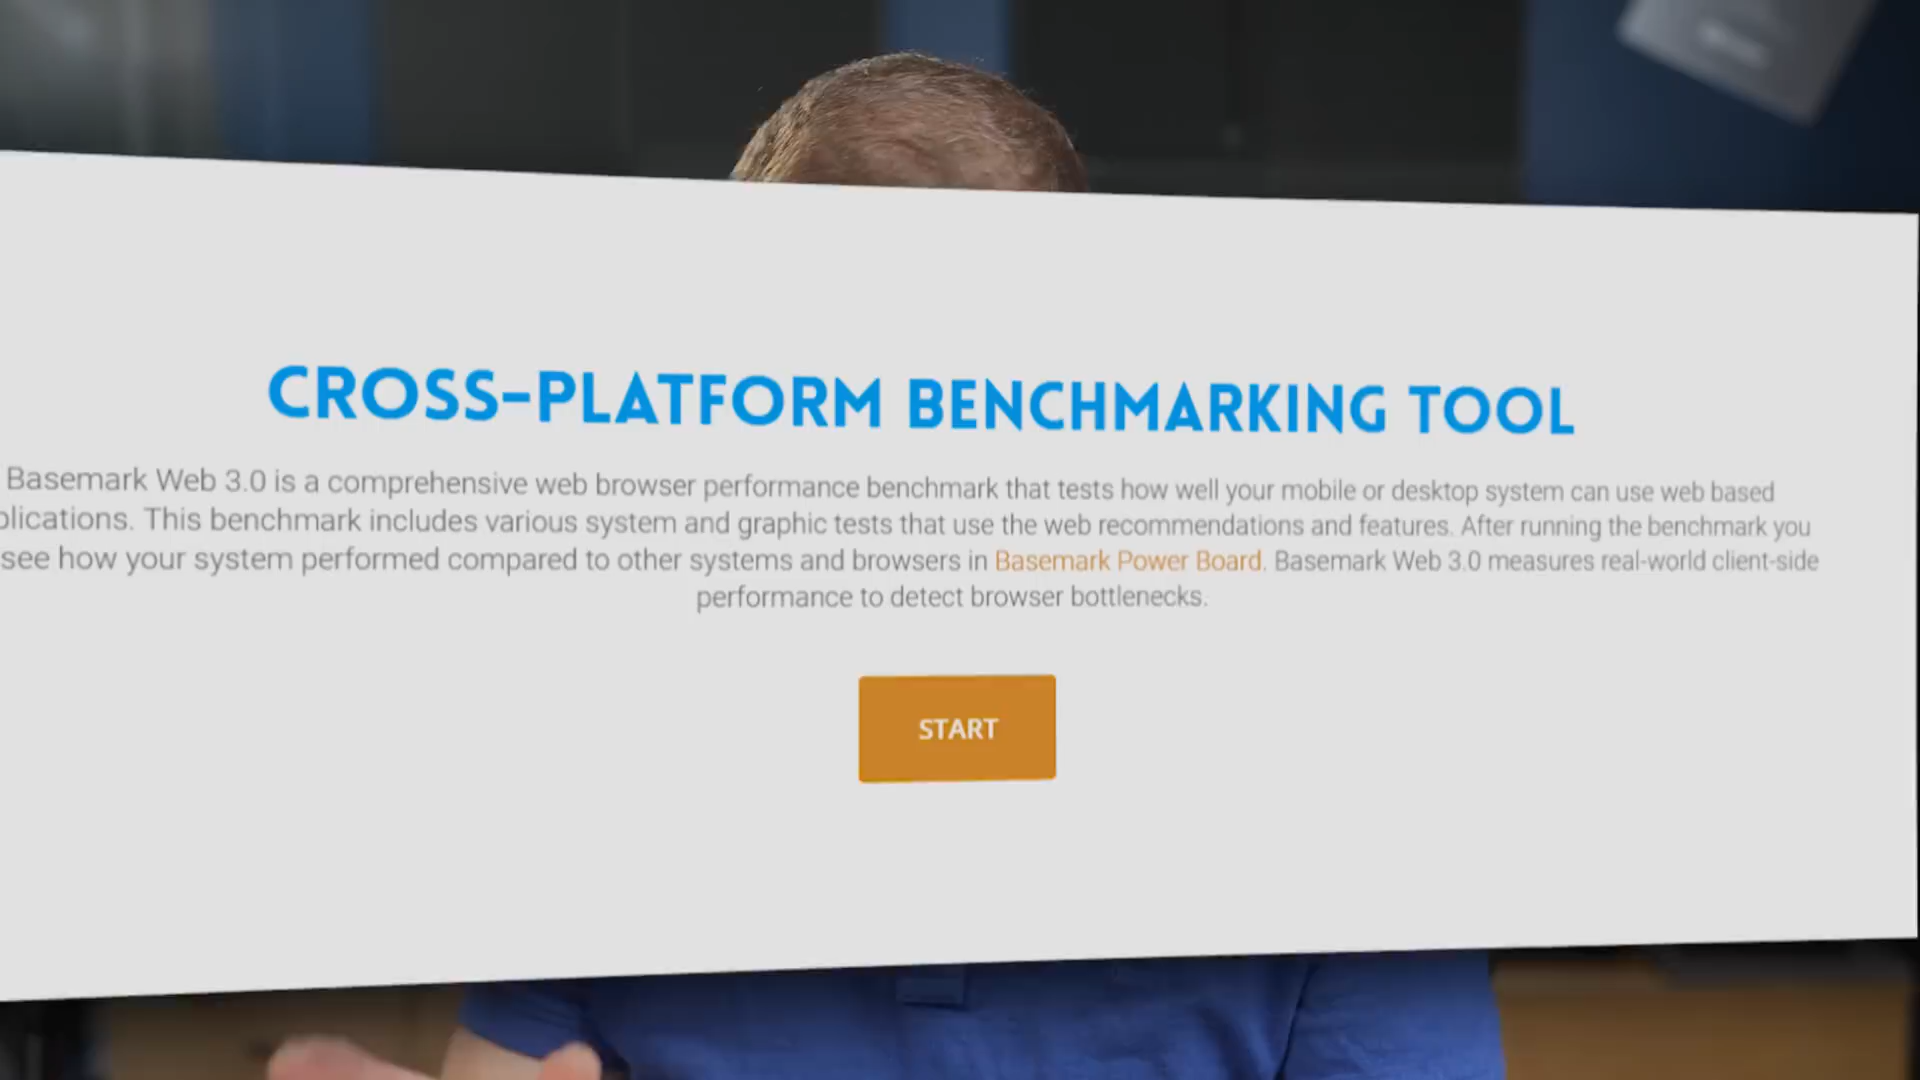 CROSS-PLATFORM BENCHMARKING TOOL
Basemark Web 3.0 is a comprehensive web browser performance benchmark that tests how well your mobile or desktop system can use web based
plications. This benchmark includes various system and graphic tests that use the web recommendations and features. After running the benchmark you
see how your system performed compared to other systems and browsers in Basemark Power Board. Basemark Web 3.0 measures real-world client-side
performance to detect browser bottlenecks.
START